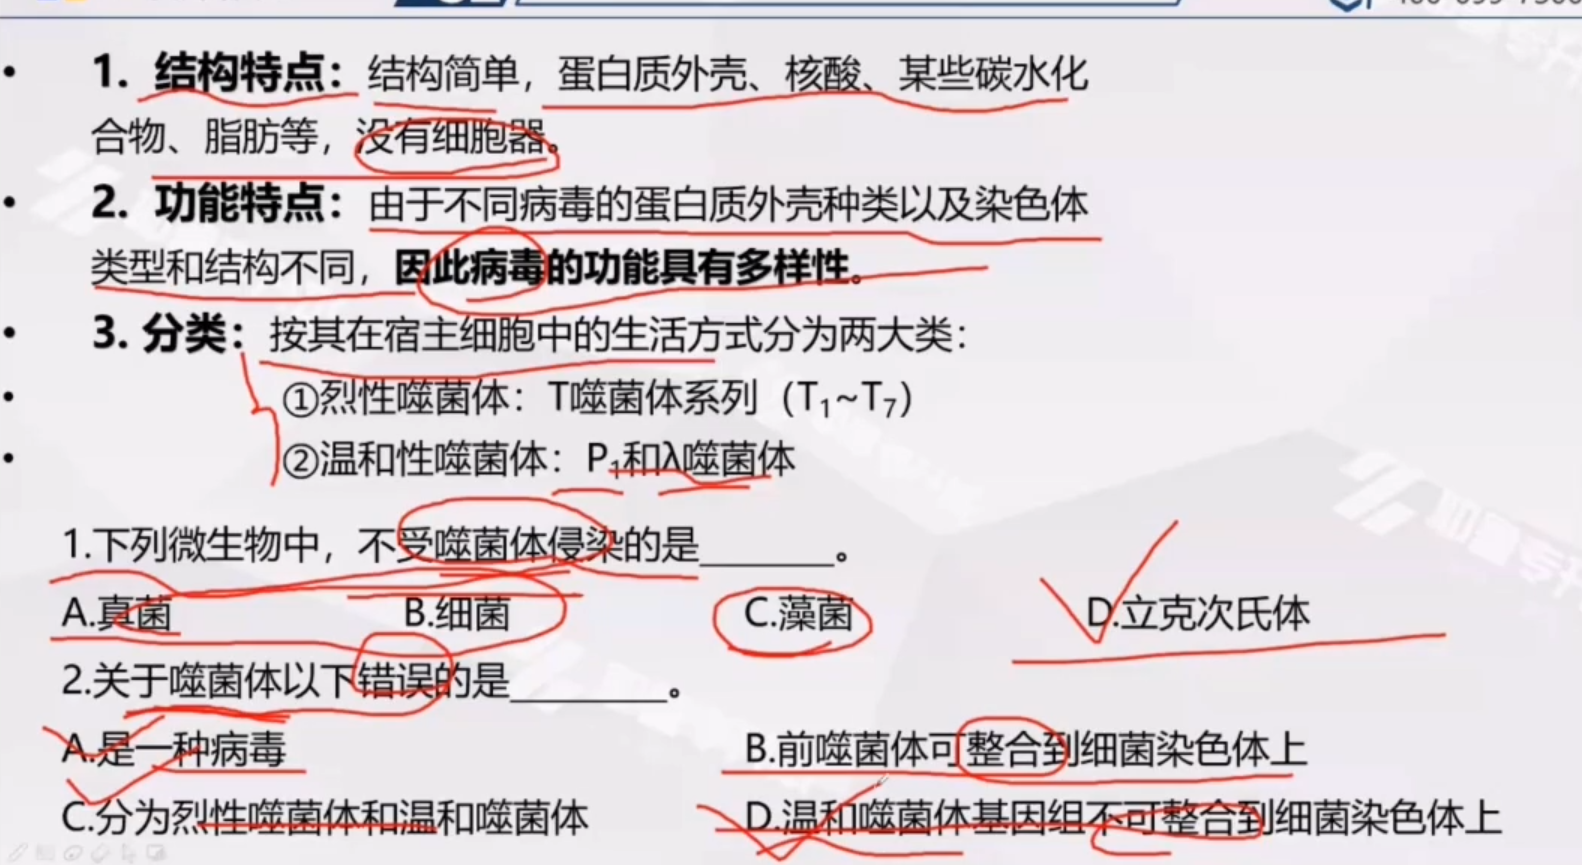 • 1. 结构特点：结构简单，蛋白质外壳、核酸、某些碳水化
合物、脂肪等，没有细胞器。
• 2. 功能特点：由于不同病毒的蛋白质外壳种类以及染色体
类型和结构不同，因此病毒的功能具有多样性。
• 3. 分类：按其在宿主细胞中的生活方式分为两大类：
• ①烈性噬菌体：T噬菌体系列（T₁~T₇）
• ②温和性噬菌体：P₁和λ噬菌体
1.下列微生物中，不受噬菌体侵染的是_______。
A.真菌 B.细菌 C.藻菌 D.立克次氏体
2.关于噬菌体以下错误的是________。
A.是一种病毒 B.前噬菌体可整合到细菌染色体上
C.分为烈性噬菌体和温和噬菌体 D.温和噬菌体基因组不可整合到细菌染色体上